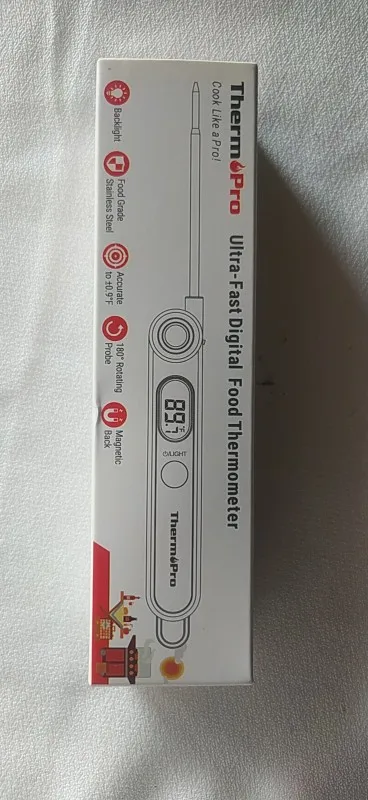 ThermoPro
Cook Like a Pro!
Ultra-Fast Digital Food Thermometer
89.7°F
/LIGHT
ThermoPro
Backlight
Food Grade
Stainless Steel
Accurate
to ±0.9°F
180° Rotating
Probe
Magnetic
Back